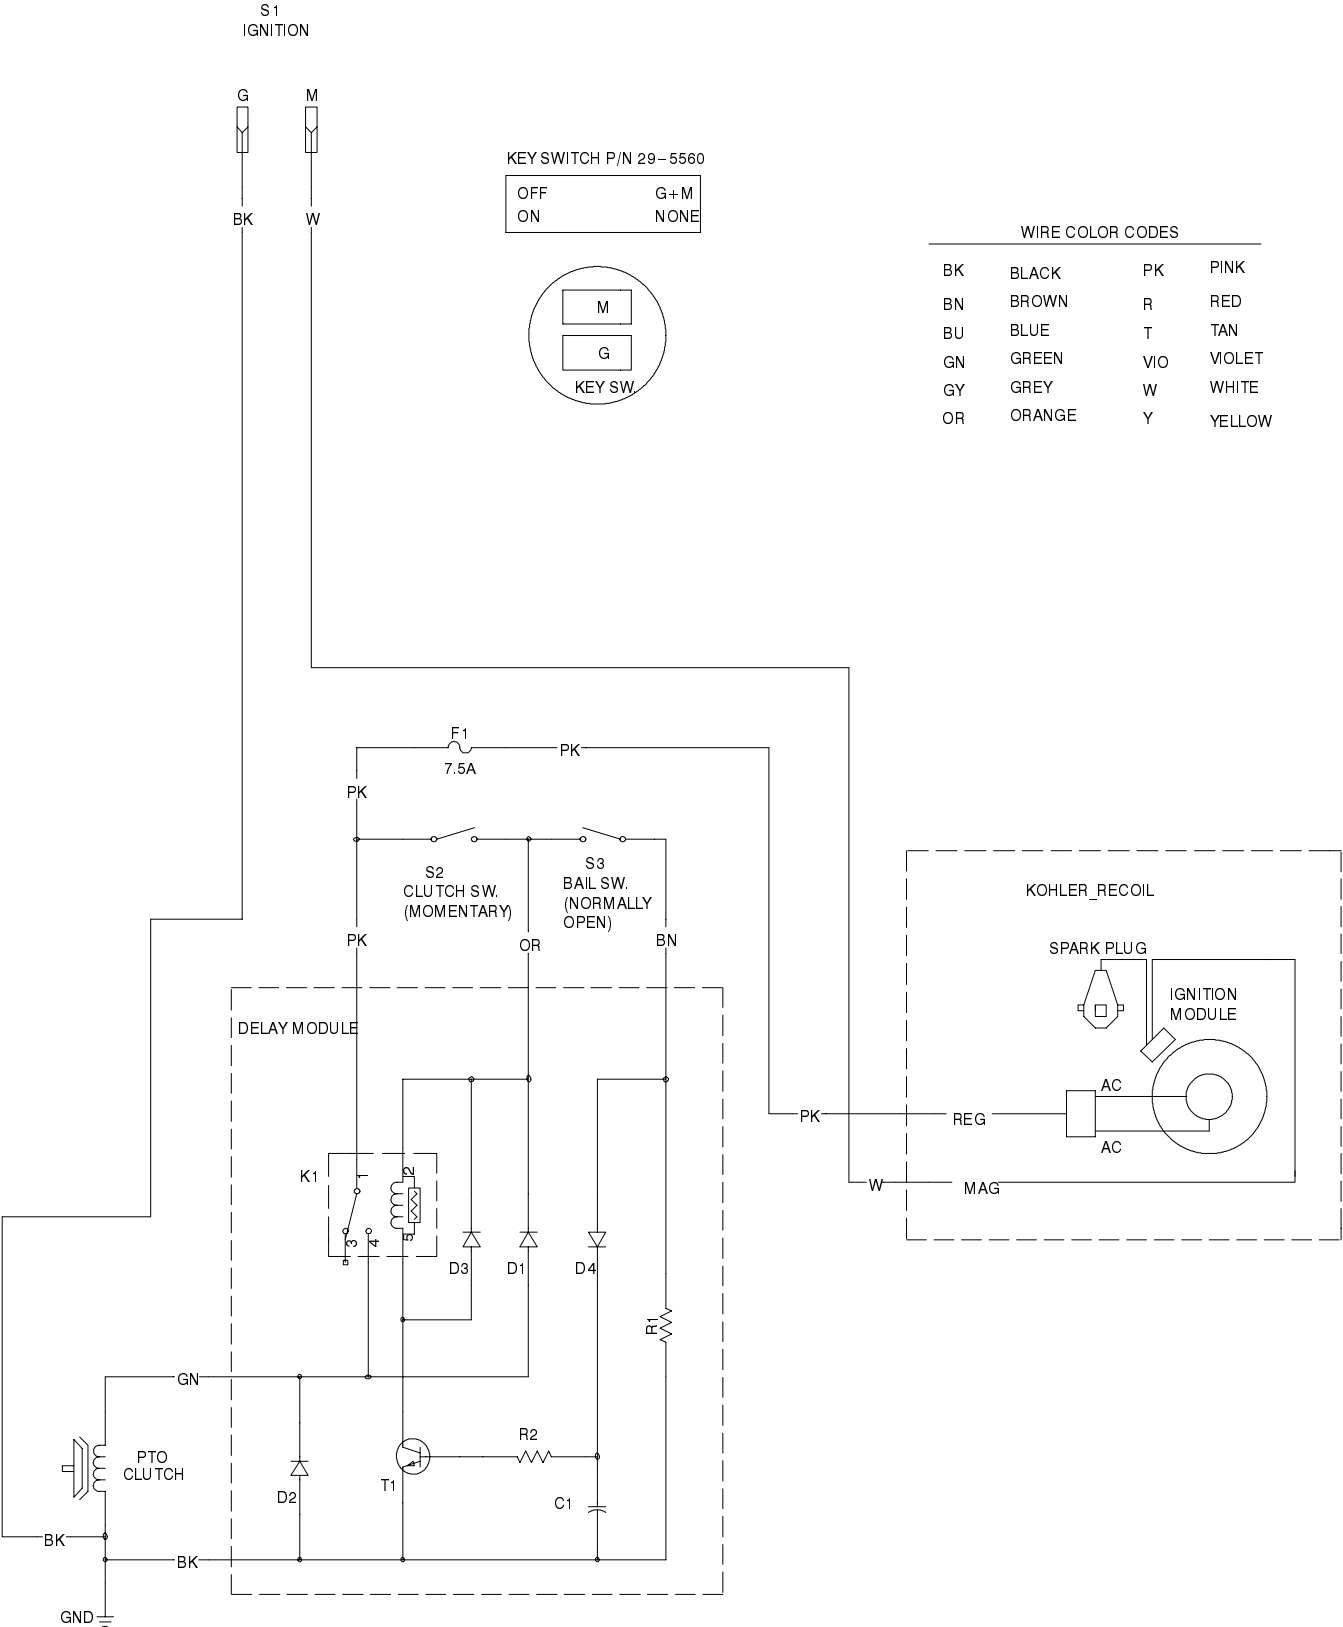 S1
IGNITION
G M
BK W
KEY SWITCH P/N 29-5560
OFF G+M
ON NONE
M
G
KEY SW.
WIRE COLOR CODES
BK BLACK PK PINK
BN BROWN R RED
BU BLUE T TAN
GN GREEN VIO VIOLET
GY GREY W WHITE
OR ORANGE Y YELLOW
F1
7.5A
PK
PK
S2
CLUTCH SW.
(MOMENTARY)
S3
BAIL SW.
(NORMALLY
OPEN)
PK OR BN
DELAY MODULE
K1
1
2
3
4
5
D3 D1 D4
R1
GN
PTO
CLUTCH
D2
T1
R2
C1
BK
BK
GND
KOHLER_RECOIL
SPARK PLUG
IGNITION
MODULE
AC
AC
PK REG
W MAG